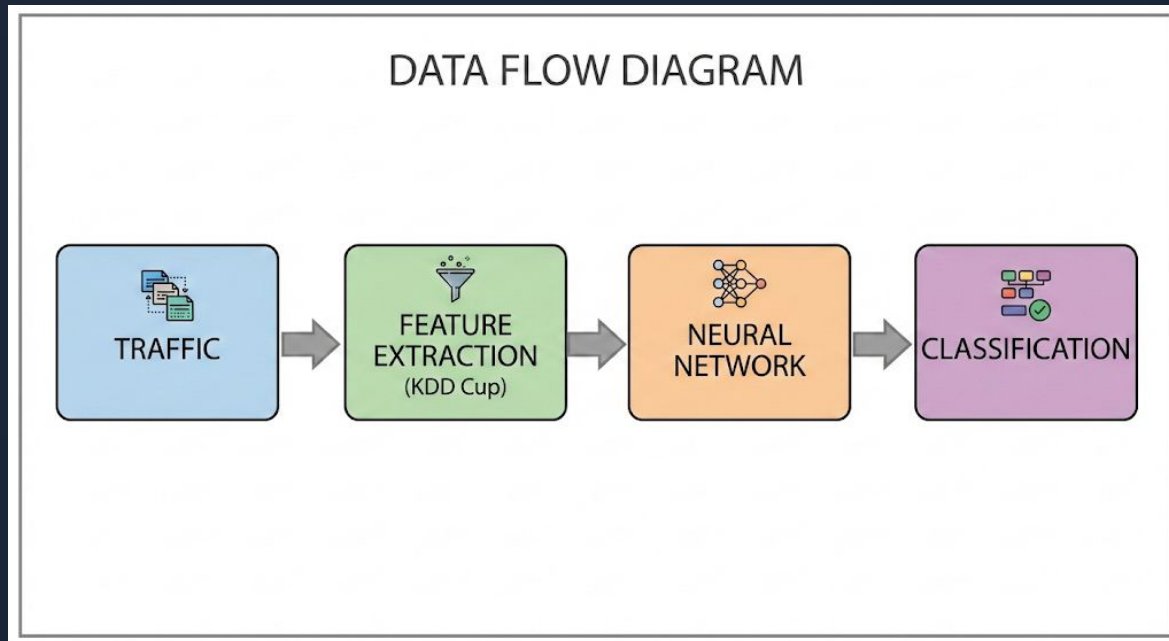 DATA FLOW DIAGRAM
TRAFFIC
FEATURE
EXTRACTION
(KDD Cup)
NEURAL
NETWORK
CLASSIFICATION